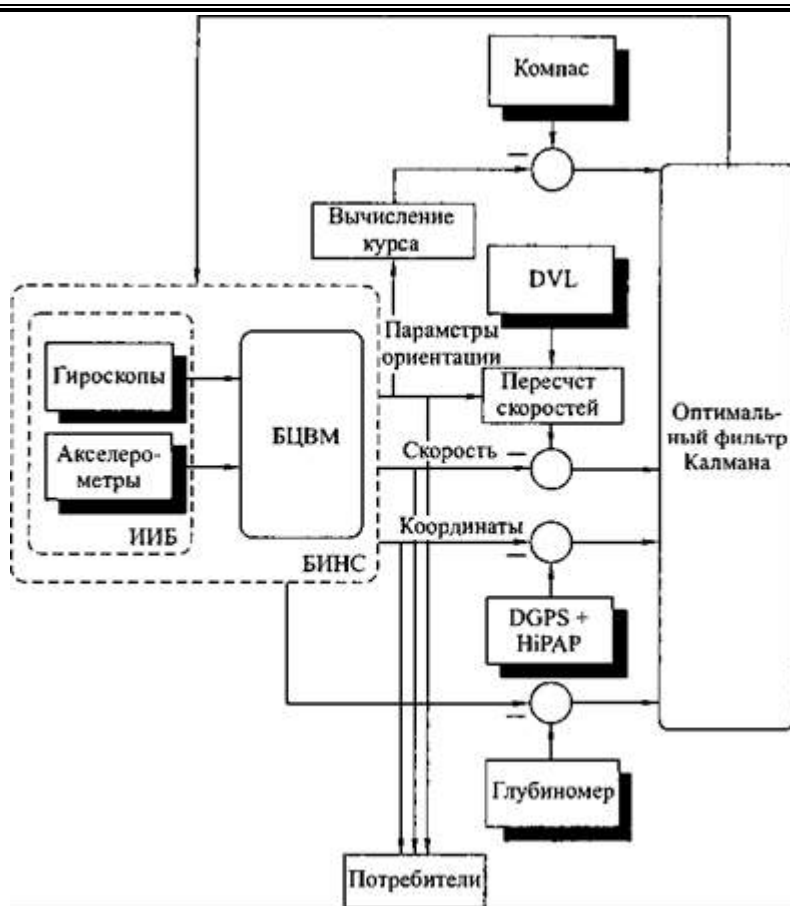 Компас
Вычисление
курса
DVL
Параметры
ориентации
Гироскопы
БЦВМ
Пересчет
скоростей
Оптималь-
ный фильтр
Калмана
Акселеро-
метры
Скорость
ИИБ
Координаты
БИНС
DGPS +
HiPAP
Глубиномер
Потребители